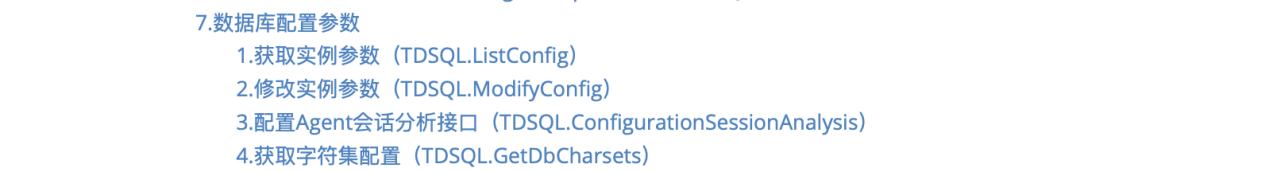 7.数据库配置参数
1.获取实例参数（TDSQL.ListConfig）
2.修改实例参数（TDSQL.ModifyConfig）
3.配置Agent会话分析接口（TDSQL.ConfigurationSessionAnalysis）
4.获取字符集配置（TDSQL.GetDbCharsets）